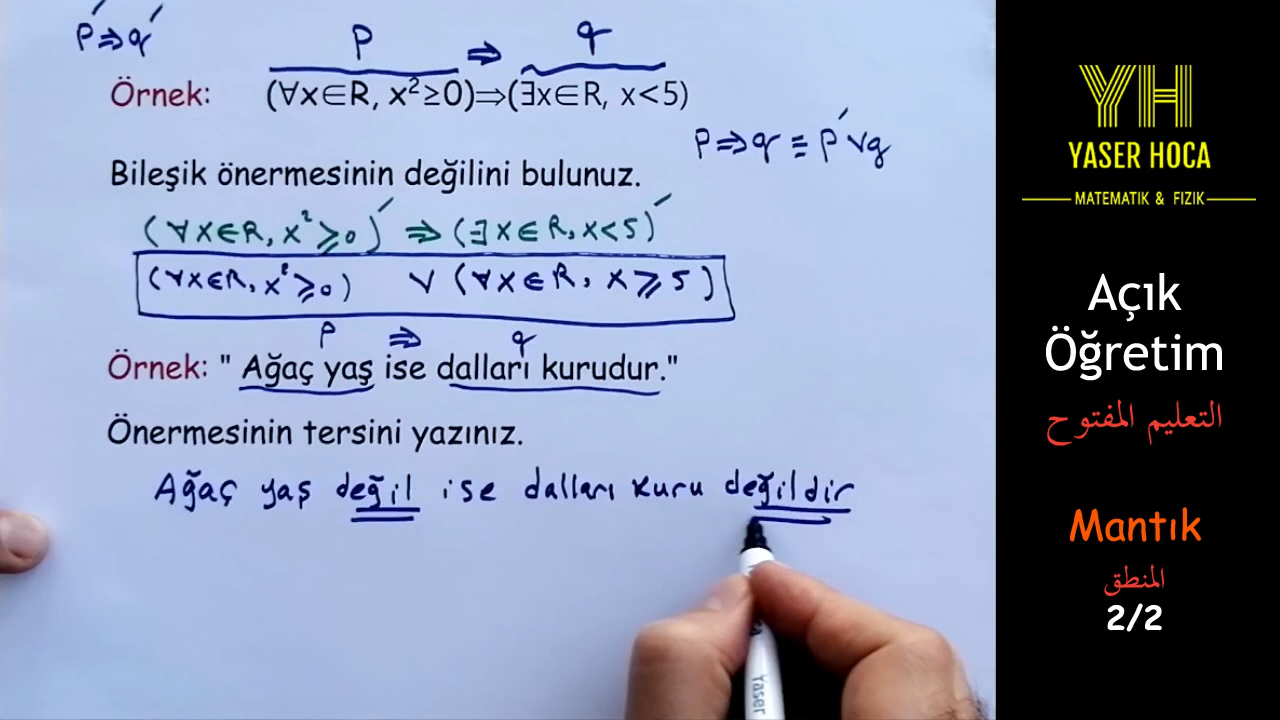 p′⇒q′
p ⇒ q
Örnek: (∀x∈R, x²≥0)⇒(∃x∈R, x<5)
p⇒q ≡ p′∨q
Bileşik önermesinin değilini bulunuz.
(∀x∈R, x²≥0)′ ⇒ (∃x∈R, x<5)′
(∀x∈R, x²≥0) ∨ (∀x∈R, x≥5)
p ⇒ q
Örnek: " Ağaç yaş ise dalları kurudur."
Önermesinin tersini yazınız.
Ağaç yaş değil ise dalları kuru değildir
Yaser
YH
YASER HOCA
MATEMATIK & FIZIK
Açık
Öğretim
التعليم المفتوح
Mantık
المنطق
2/2